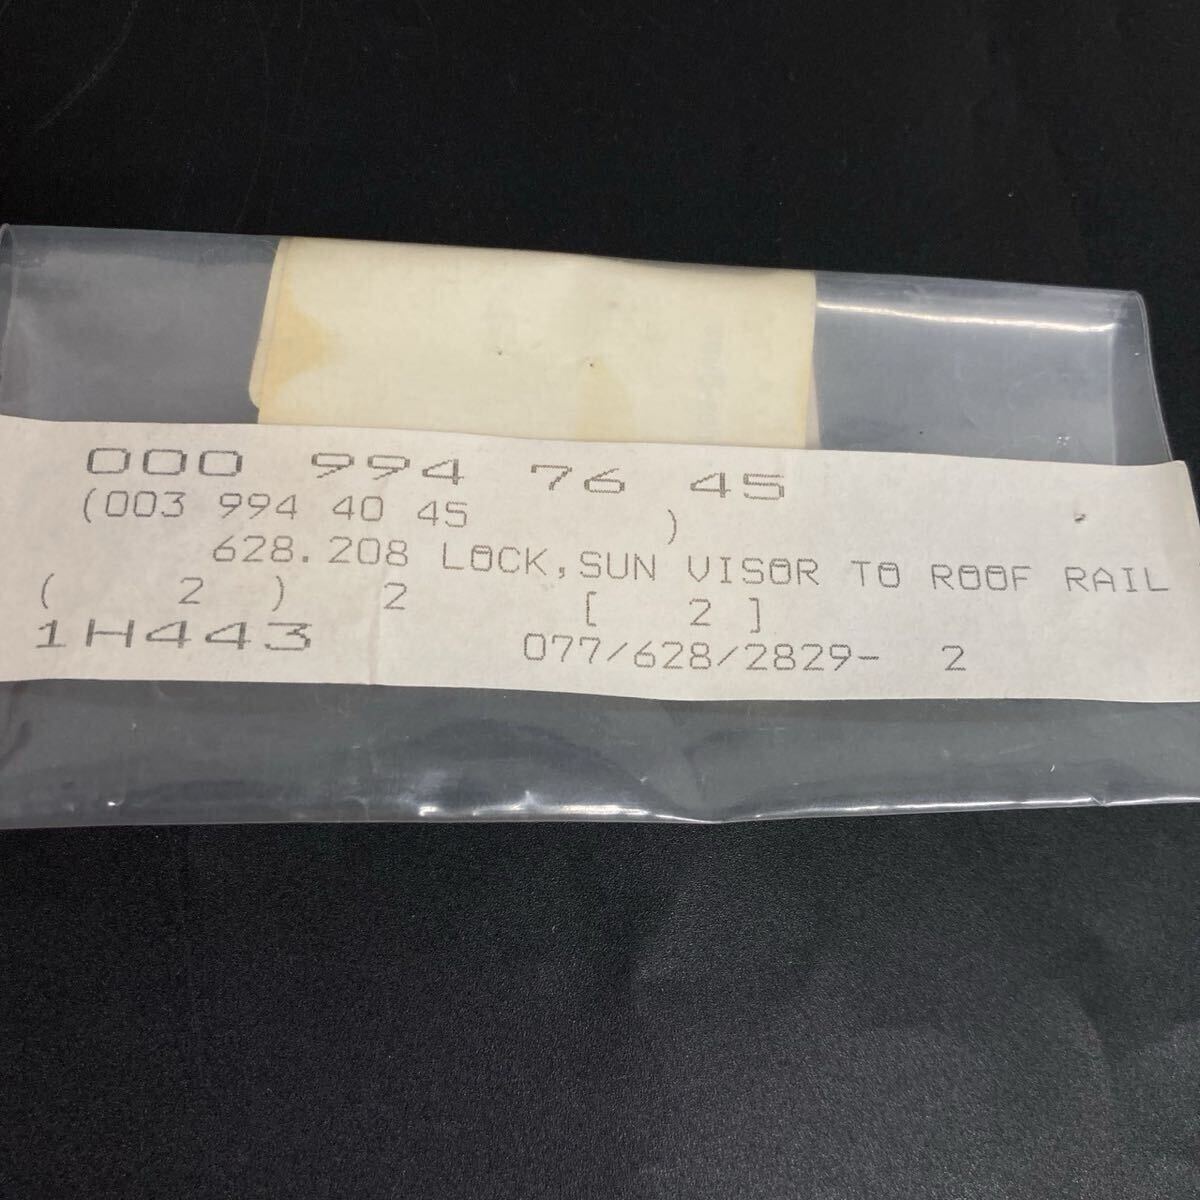 000 994 76 45
(003 994 40 45 )
628.208 LOCK,SUN VISOR TO ROOF RAIL
( 2 ) 2 [ 2 ]
1H443 077/628/2829- 2